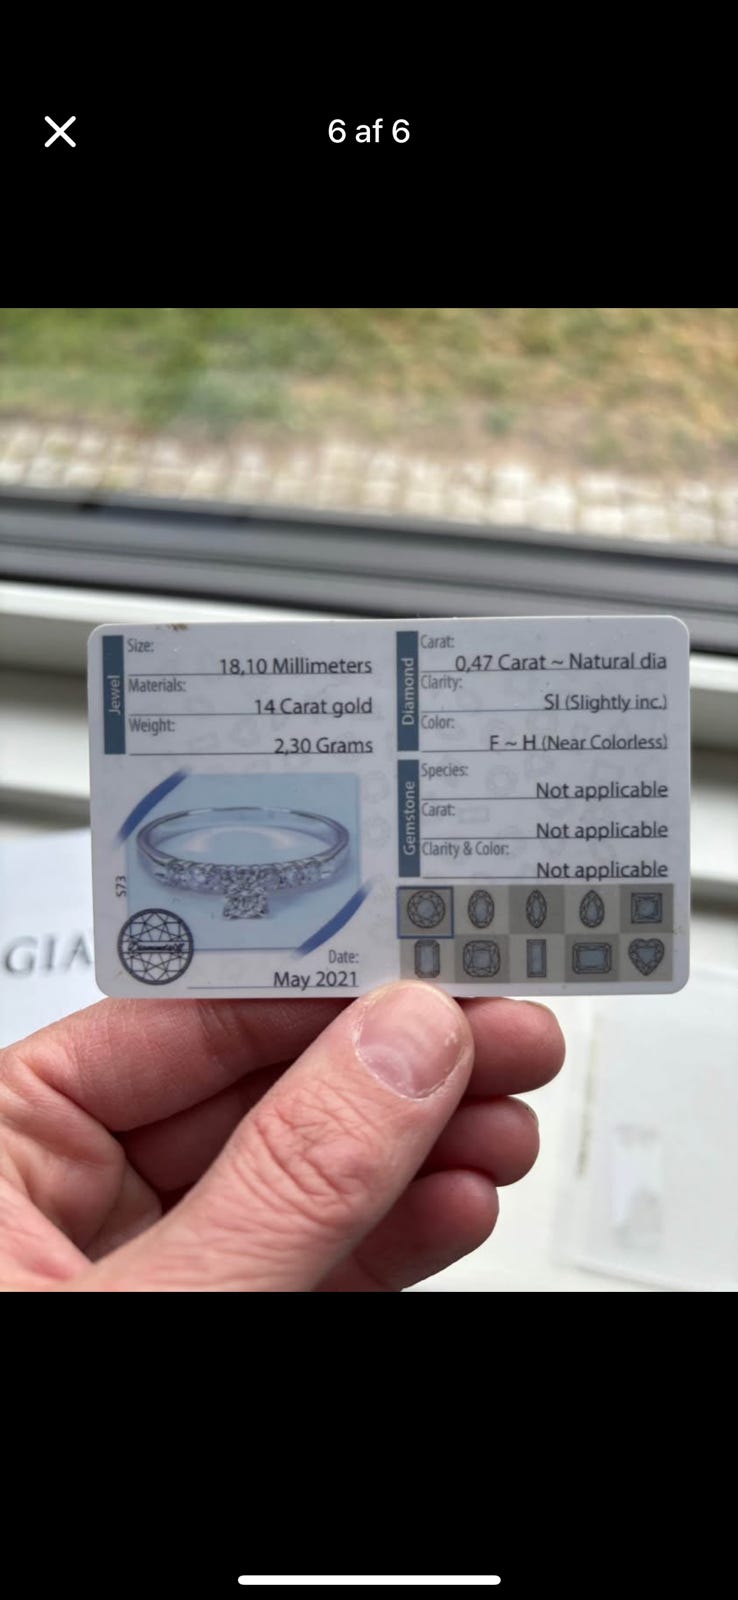 6 af 6
Jewel
Size:
18,10 Millimeters
Materials:
14 Carat gold
Weight:
2,30 Grams
S73
Date:
May 2021
Diamond
Carat:
0,47 Carat ~ Natural dia
Clarity:
SI (Slightly inc.)
Color:
F ~ H (Near Colorless)
Gemstone
Species:
Not applicable
Carat:
Not applicable
Clarity & Color:
Not applicable
GIA